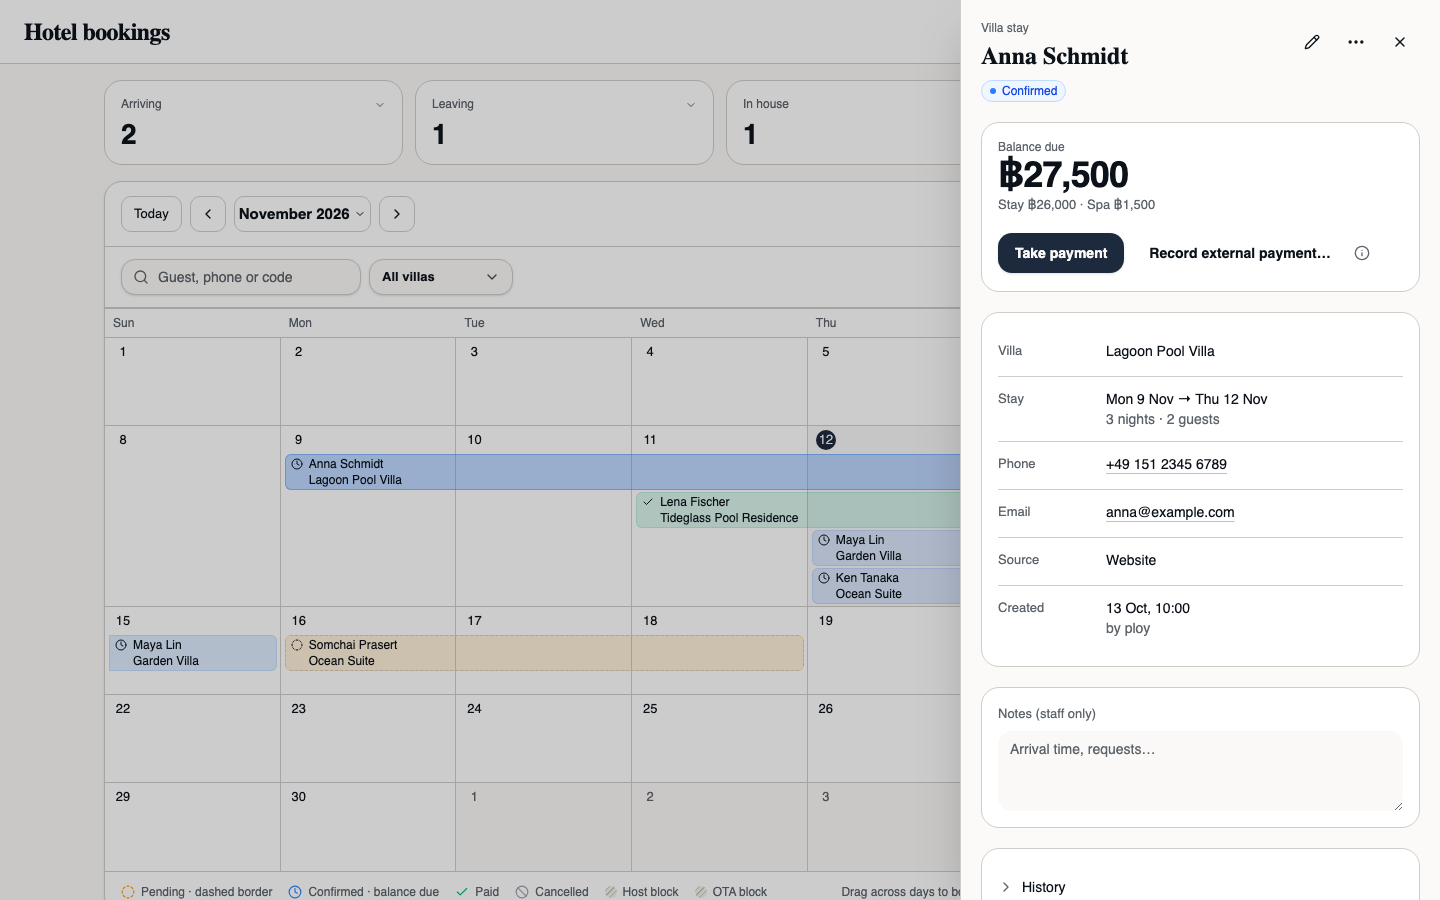 Hotel bookings
Arriving
2
Leaving
1
In house
1
Today
November 2026
Guest, phone or code
All villas
Sun Mon Tue Wed Thu
1 2 3 4 5
8 9 10 11 12
Anna Schmidt
Lagoon Pool Villa
Lena Fischer
Tideglass Pool Residence
Maya Lin
Garden Villa
Ken Tanaka
Ocean Suite
15 16 17 18 19
Maya Lin
Garden Villa
Somchai Prasert
Ocean Suite
22 23 24 25 26
29 30 1 2 3
Pending · dashed border Confirmed · balance due Paid Cancelled Host block OTA block Drag across days to
Villa stay
Anna Schmidt
Confirmed
Balance due
฿27,500
Stay ฿26,000 · Spa ฿1,500
Take payment Record external payment…
Villa Lagoon Pool Villa
Stay Mon 9 Nov → Thu 12 Nov
3 nights · 2 guests
Phone +49 151 2345 6789
Email anna@example.com
Source Website
Created 13 Oct, 10:00
by ploy
Notes (staff only)
Arrival time, requests…
History